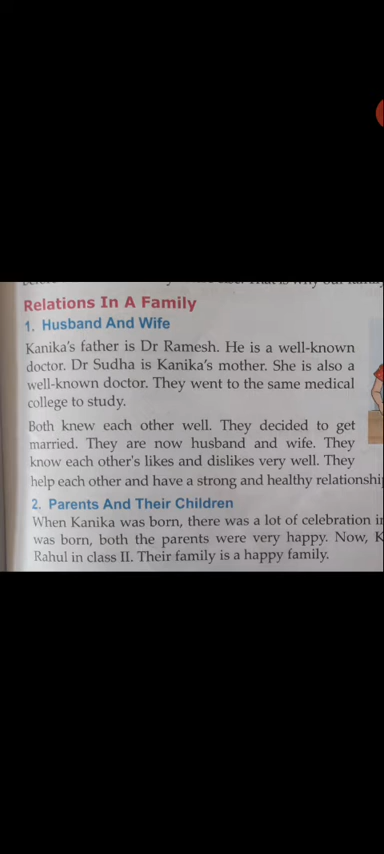 That is why our family
Relations In A Family
1. Husband And Wife
Kanika's father is Dr Ramesh. He is a well-known
doctor. Dr Sudha is Kanika's mother. She is also a
well-known doctor. They went to the same medical
college to study.
Both knew each other well. They decided to get
married. They are now husband and wife. They
know each other's likes and dislikes very well. They
help each other and have a strong and healthy
2. Parents And Their Children
When Kanika was born, there was a lot of celebration
was born, both the parents were very happy. Now,
Rahul in class II. Their family is a happy family.